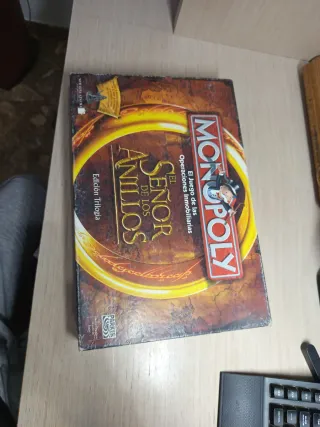 MONOPOLY
El Juego de las
Operaciones Inmobiliarias
EL
SEÑOR
DE LOS
ANILLOS
Edición Trilogía